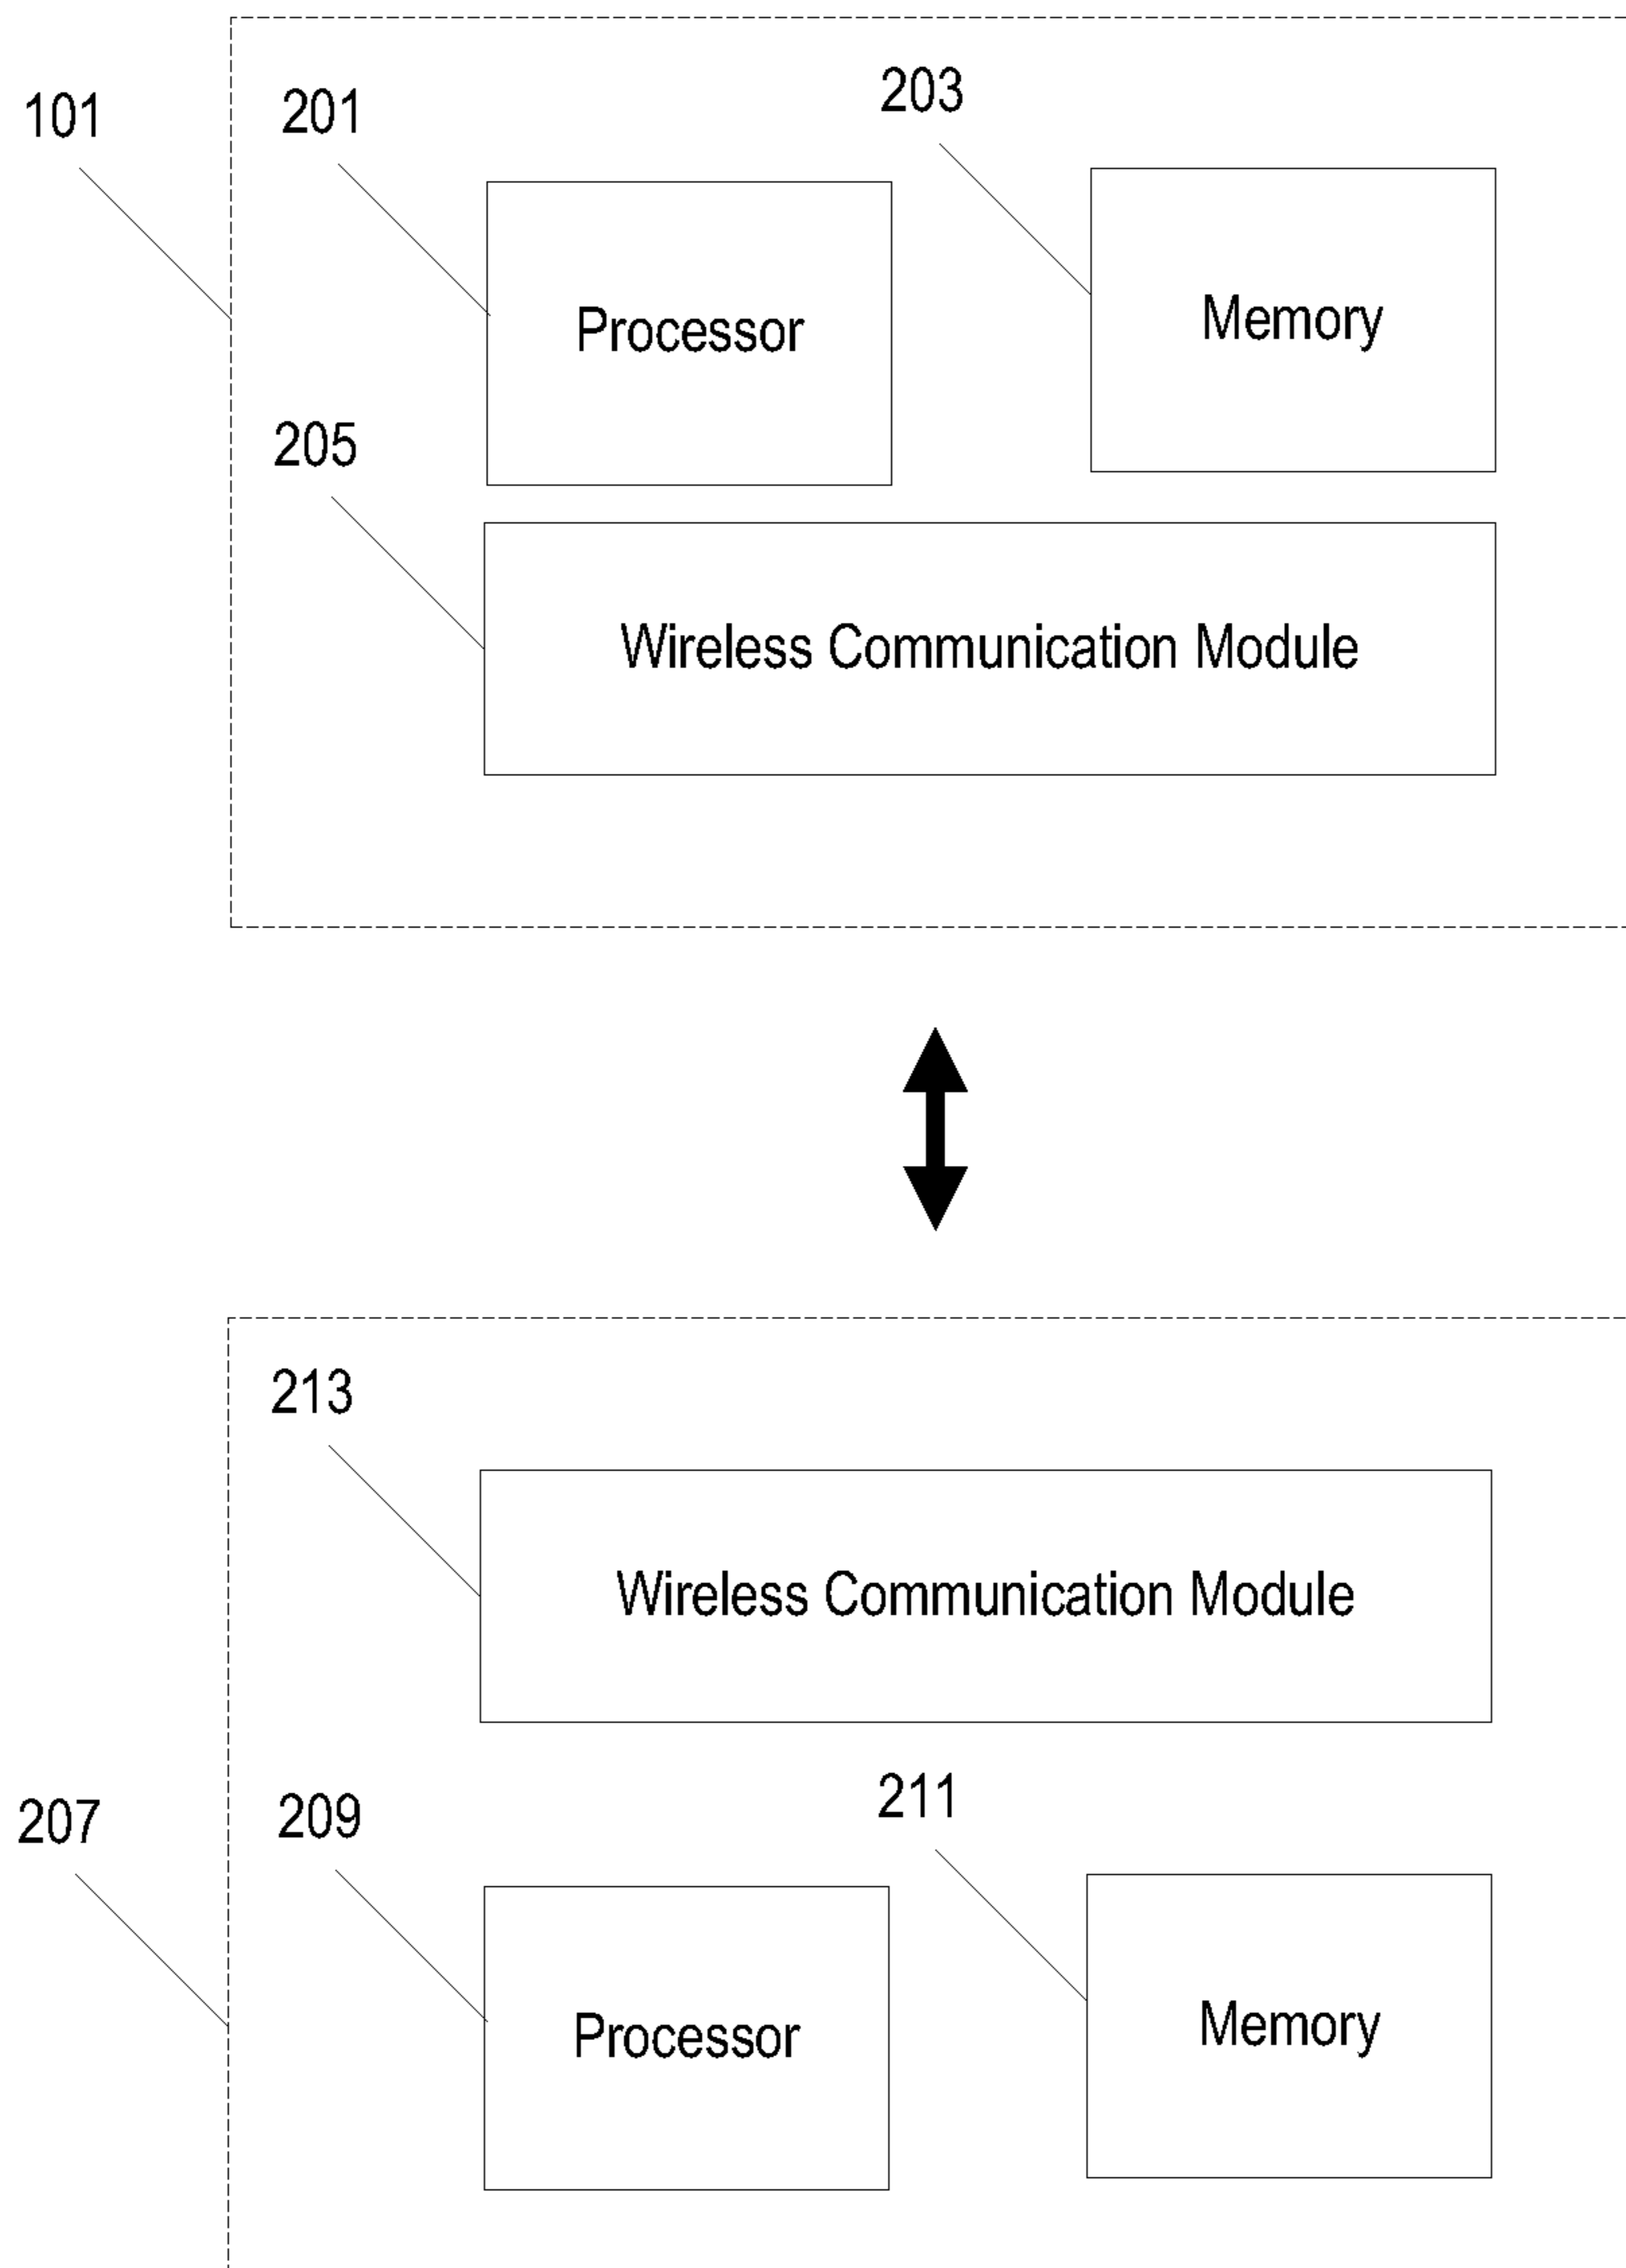 101
201
203
Processor
Memory
205
Wireless Communication Module
213
Wireless Communication Module
207
209
211
Processor
Memory